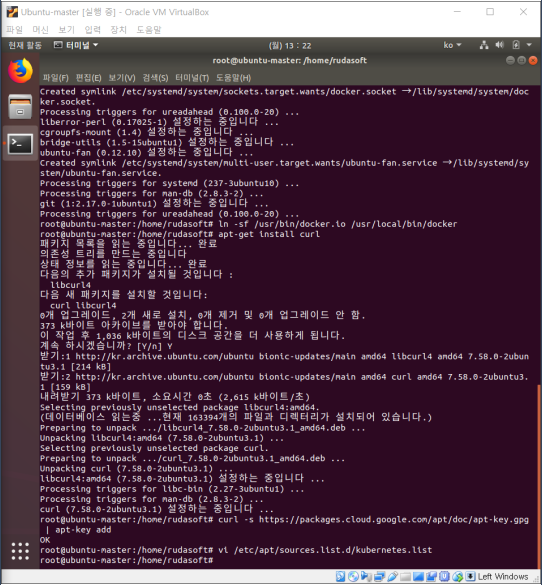 Ubuntu-master [실행 중] - Oracle VM VirtualBox
파일 머신 보기 입력 장치 도움말
현재 활동 터미널 (월) 13 : 22 ko
root@ubuntu-master: /home/rudasoft
파일(F) 편집(E) 보기(V) 검색(S) 터미널(T) 도움말(H)
Created symlink /etc/systemd/system/sockets.target.wants/docker.socket →/lib/systemd/system/doc
ker.socket.
Processing triggers for ureadahead (0.100.0-20) ...
liberror-perl (0.17025-1) 설정하는 중입니다 ...
cgroupfs-mount (1.4) 설정하는 중입니다 ...
bridge-utils (1.5-15ubuntu1) 설정하는 중입니다 ...
ubuntu-fan (0.12.10) 설정하는 중입니다 ...
Created symlink /etc/systemd/system/multi-user.target.wants/ubuntu-fan.service →/lib/systemd/sy
stem/ubuntu-fan.service.
Processing triggers for systemd (237-3ubuntu10) ...
Processing triggers for man-db (2.8.3-2) ...
git (1:2.17.0-1ubuntu1) 설정하는 중입니다 ...
Processing triggers for ureadahead (0.100.0-20) ...
root@ubuntu-master:/home/rudasoft# ln -sf /usr/bin/docker.io /usr/local/bin/docker
root@ubuntu-master:/home/rudasoft# apt-get install curl
패키지 목록을 읽는 중입니다... 완료
의존성 트리를 만드는 중입니다
상태 정보를 읽는 중입니다... 완료
다음의 추가 패키지가 설치될 것입니다 :
libcurl4
다음 새 패키지를 설치할 것입니다:
curl libcurl4
0개 업그레이드, 2개 새로 설치, 0개 제거 및 0개 업그레이드 안 함.
373 k바이트 아카이브를 받아야 합니다.
이 작업 후 1,036 k바이트의 디스크 공간을 더 사용하게 됩니다.
계속 하시겠습니까? [Y/n] Y
받기:1 http://kr.archive.ubuntu.com/ubuntu bionic-updates/main amd64 libcurl4 amd64 7.58.0-2ubun
tu3.1 [214 kB]
받기:2 http://kr.archive.ubuntu.com/ubuntu bionic-updates/main amd64 curl amd64 7.58.0-2ubuntu3.
1 [159 kB]
내려받기 373 k바이트, 소요시간 0초 (2,615 k바이트/초)
Selecting previously unselected package libcurl4:amd64.
(데이터베이스 읽는중 ...현재 163394개의 파일과 디렉터리가 설치되어 있습니다.)
Preparing to unpack .../libcurl4_7.58.0-2ubuntu3.1_amd64.deb ...
Unpacking libcurl4:amd64 (7.58.0-2ubuntu3.1) ...
Selecting previously unselected package curl.
Preparing to unpack .../curl_7.58.0-2ubuntu3.1_amd64.deb ...
Unpacking curl (7.58.0-2ubuntu3.1) ...
libcurl4:amd64 (7.58.0-2ubuntu3.1) 설정하는 중입니다 ...
Processing triggers for libc-bin (2.27-3ubuntu1) ...
Processing triggers for man-db (2.8.3-2) ...
curl (7.58.0-2ubuntu3.1) 설정하는 중입니다 ...
root@ubuntu-master:/home/rudasoft# curl -s https://packages.cloud.google.com/apt/doc/apt-key.gpg
| apt-key add
OK
root@ubuntu-master:/home/rudasoft# vi /etc/apt/sources.list.d/kubernetes.list
root@ubuntu-master:/home/rudasoft#
Left Windows